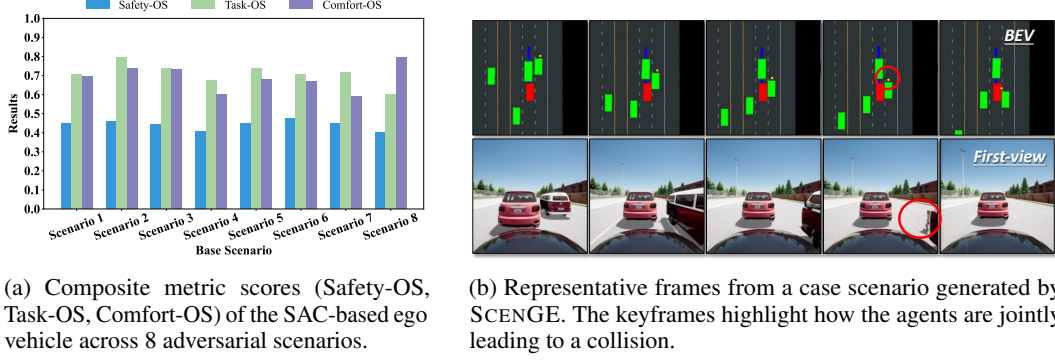 Safety-OS Task-OS Comfort-OS
1.0
0.9
0.8
0.7
0.6
0.5
0.4
0.3
0.2
0.1
0.0
Results
Scenario 1 Scenario 2 Scenario 3 Scenario 4 Scenario 5 Scenario 6 Scenario 7 Scenario 8
Base Scenario
(a) Composite metric scores (Safety-OS,
Task-OS, Comfort-OS) of the SAC-based ego
vehicle across 8 adversarial scenarios.
BEV
First-view
(b) Representative frames from a case scenario generated by
SCENGE. The keyframes highlight how the agents are jointly
leading to a collision.